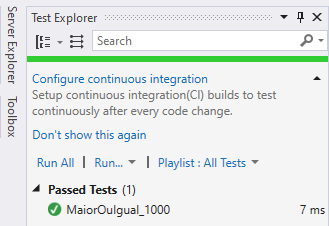 Server Explorer
Toolbox
Test Explorer
Search
Configure continuous integration
Setup continuous integration(CI) builds to test
continuously after every code change.
Don't show this again
Run All | Run... | Playlist : All Tests
Passed Tests (1)
MaiorOuIgual_1000 7 ms